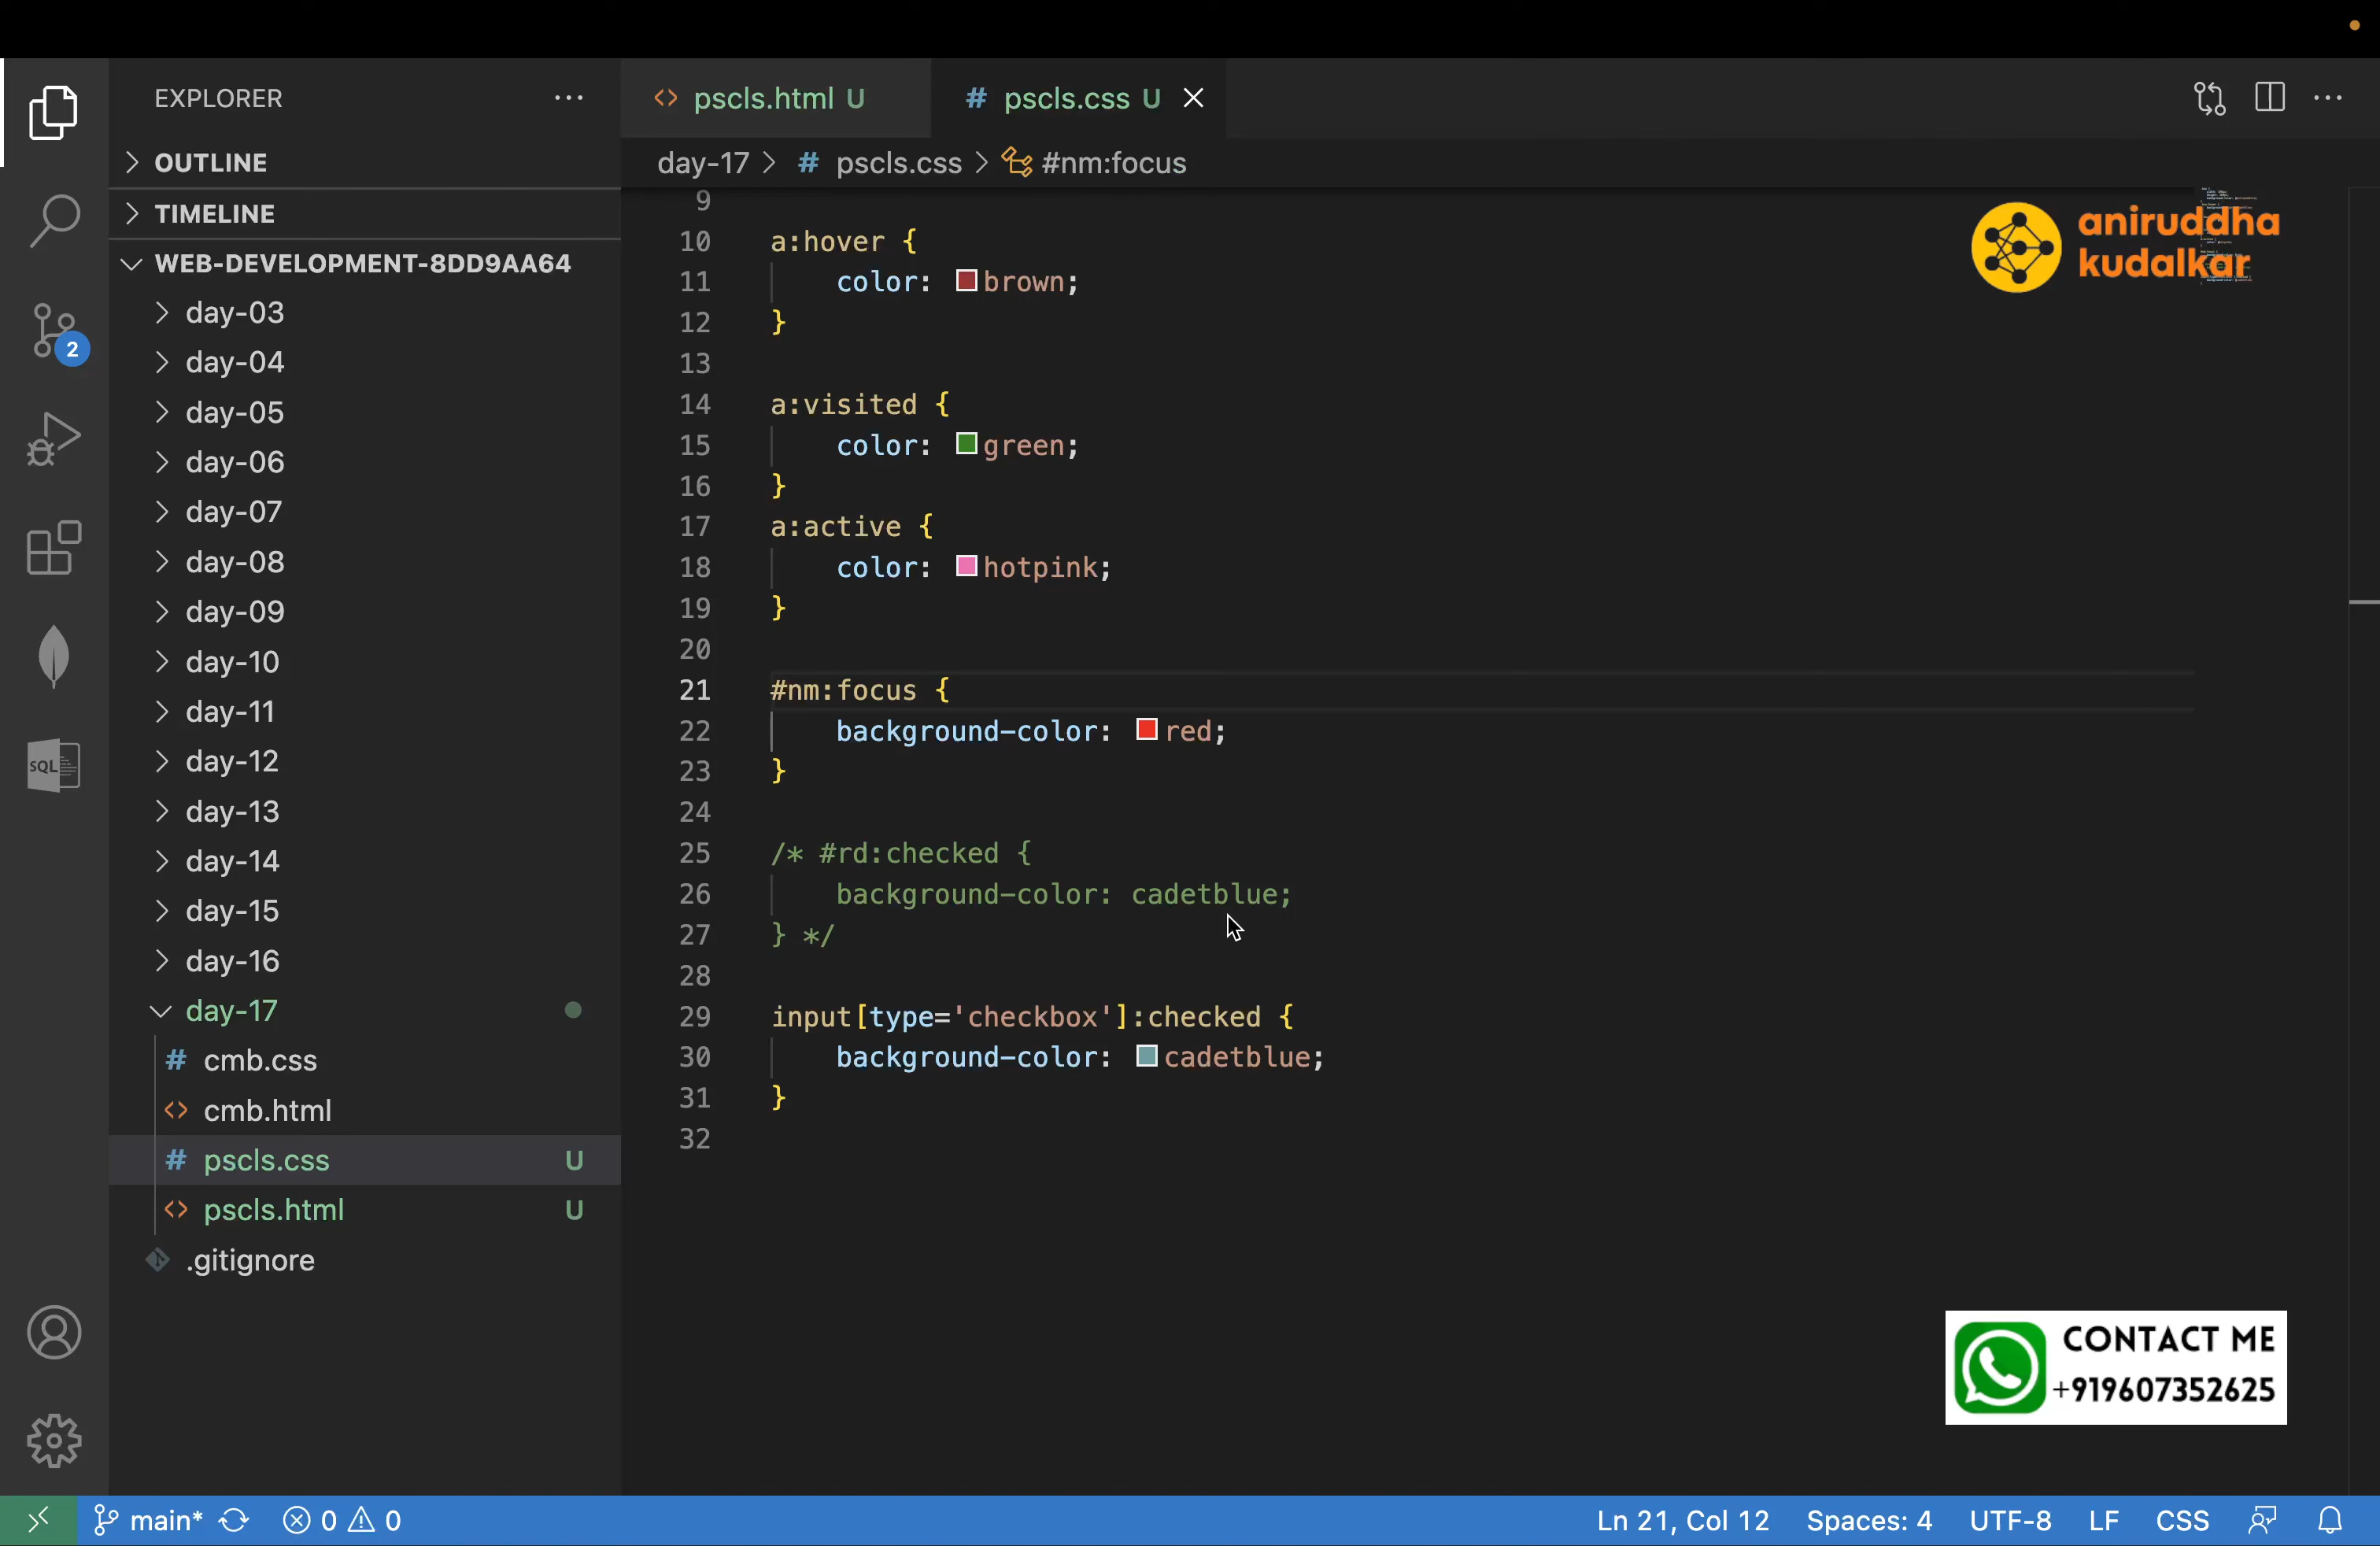 EXPLORER
OUTLINE
TIMELINE
WEB-DEVELOPMENT-8DD9AA64
day-03
day-04
day-05
day-06
day-07
day-08
day-09
day-10
day-11
day-12
day-13
day-14
day-15
day-16
day-17
# cmb.css
<> cmb.html
# pscls.css U
<> pscls.html U
.gitignore
2
SQL
<> pscls.html U
# pscls.css U
day-17 > # pscls.css > #nm:focus
9
10 a:hover {
11 color: brown;
12 }
13
14 a:visited {
15 color: green;
16 }
17 a:active {
18 color: hotpink;
19 }
20
21 #nm:focus {
22 background-color: red;
23 }
24
25 /* #rd:checked {
26 background-color: cadetblue;
27 } */
28
29 input[type='checkbox']:checked {
30 background-color: cadetblue;
31 }
32
aniruddha
kudalkar
CONTACT ME
+919607352625
main* 0 0 Ln 21, Col 12 Spaces: 4 UTF-8 LF CSS